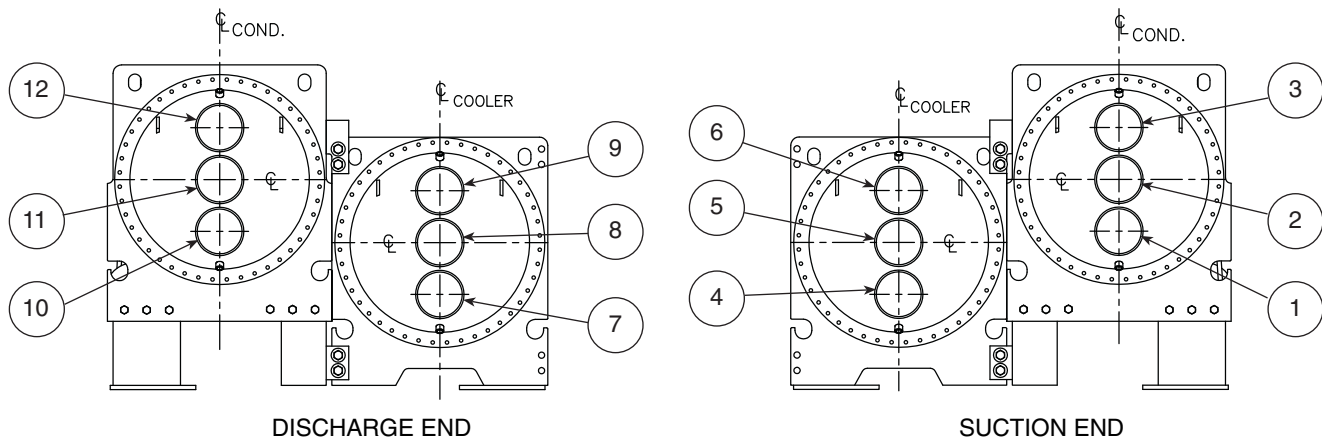 ℄ COND.
℄ COOLER
12
11
10
℄
℄
9
8
7
DISCHARGE END
℄ COOLER
℄ COND.
6
5
4
℄
℄
3
2
1
SUCTION END